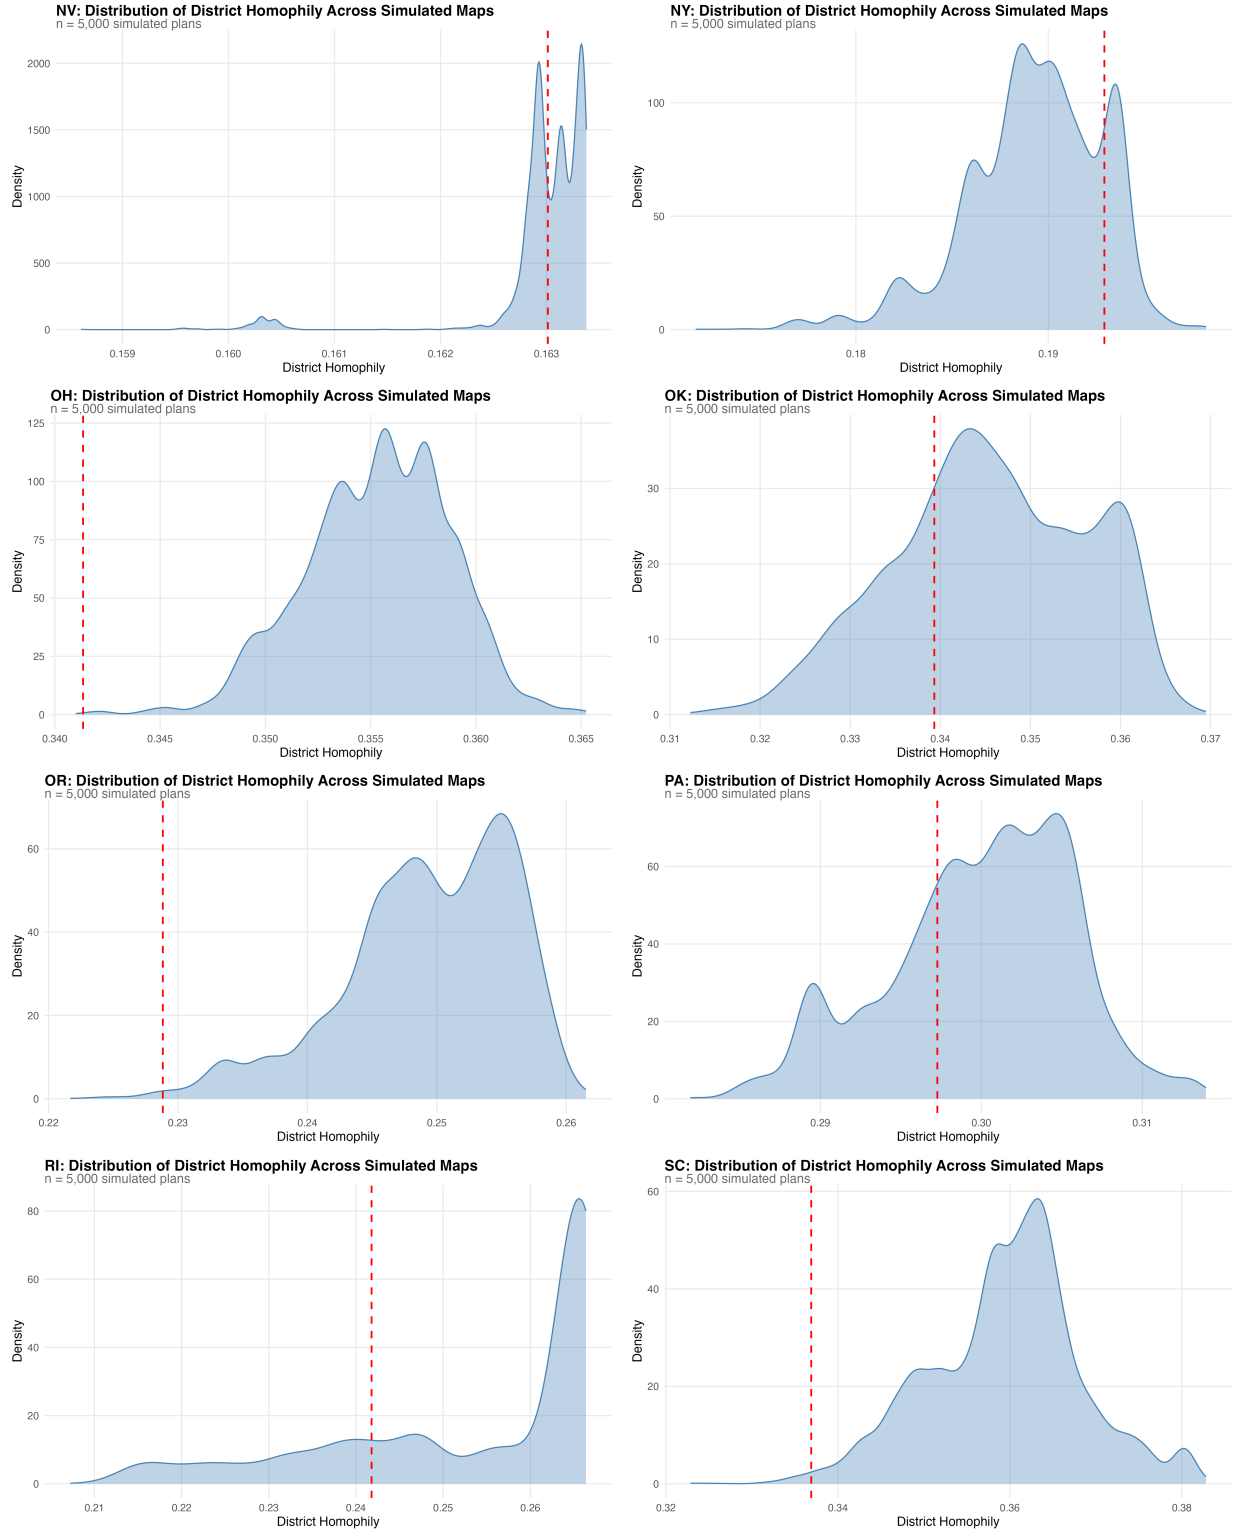 NV: Distribution of District Homophily Across Simulated Maps
n = 5,000 simulated plans
2000
1500
1000
500
0
Density
0.159
0.160
0.161
0.162
0.163
District Homophily
NY: Distribution of District Homophily Across Simulated Maps
n = 5,000 simulated plans
100
50
0
Density
0.18
0.19
District Homophily
OH: Distribution of District Homophily Across Simulated Maps
n = 5,000 simulated plans
125
100
75
50
25
0
Density
0.340
0.345
0.350
0.355
0.360
0.365
District Homophily
OK: Distribution of District Homophily Across Simulated Maps
n = 5,000 simulated plans
30
20
10
0
Density
0.31
0.32
0.33
0.34
0.35
0.36
0.37
District Homophily
OR: Distribution of District Homophily Across Simulated Maps
n = 5,000 simulated plans
60
40
20
0
Density
0.22
0.23
0.24
0.25
0.26
District Homophily
PA: Distribution of District Homophily Across Simulated Maps
n = 5,000 simulated plans
60
40
20
0
Density
0.29
0.30
0.31
District Homophily
RI: Distribution of District Homophily Across Simulated Maps
n = 5,000 simulated plans
80
60
40
20
0
Density
0.21
0.22
0.23
0.24
0.25
0.26
District Homophily
SC: Distribution of District Homophily Across Simulated Maps
n = 5,000 simulated plans
60
40
20
0
Density
0.32
0.34
0.36
0.38
District Homophily